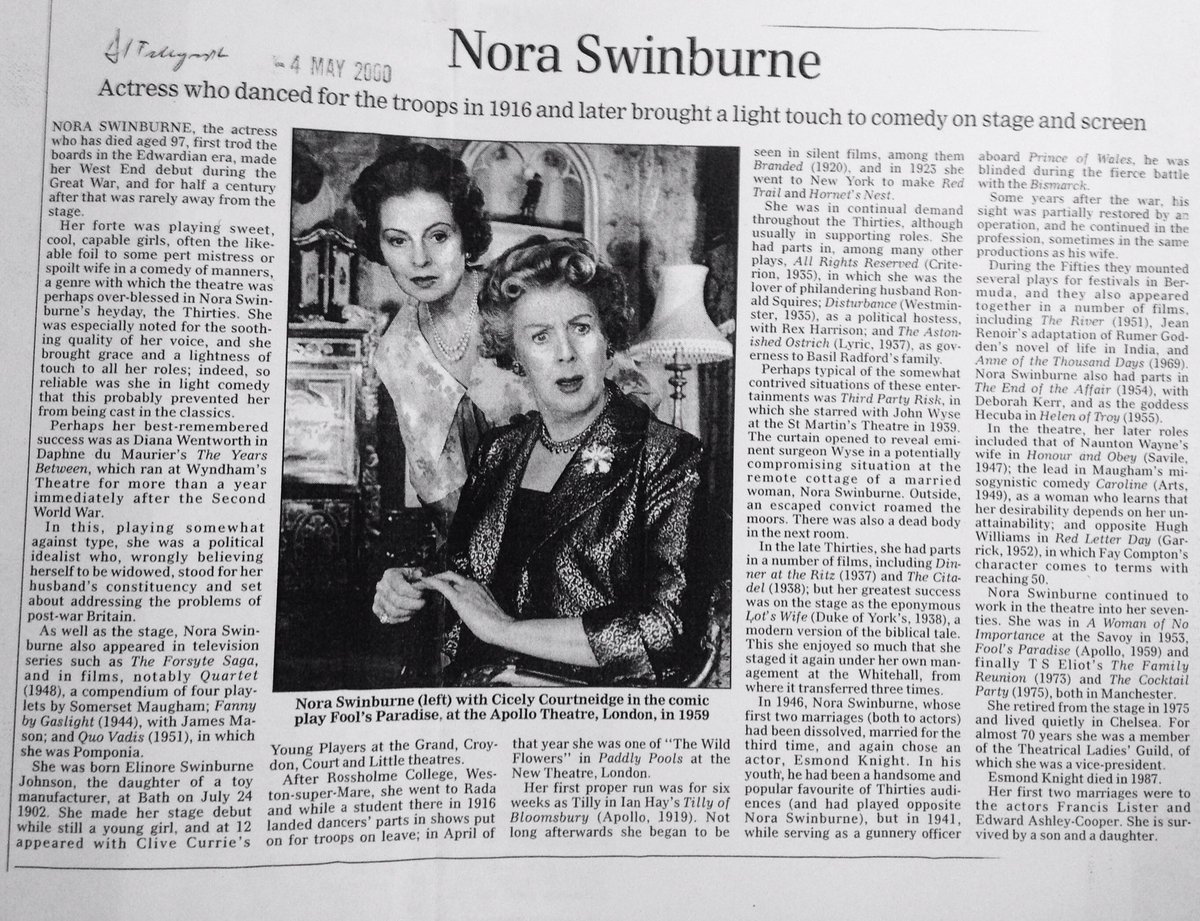 D/Telegraph
- 4 MAY 2000
Nora Swinburne
Actress who danced for the troops in 1916 and later brought a light touch to comedy on stage and screen
NORA SWINBURNE, the actress
who has died aged 97, first trod the
boards in the Edwardian era, made
her West End debut during the
Great War, and for half a century
after that was rarely away from the
stage.
Her forte was playing sweet,
cool, capable girls, often the like-
able foil to some pert mistress or
spoilt wife in a comedy of manners,
a genre with which the theatre was
perhaps over-blessed in Nora Swin-
burne's heyday, the Thirties. She
was especially noted for the sooth-
ing quality of her voice, and she
brought grace and a lightness of
touch to all her roles; indeed, so
reliable was she in light comedy
that this probably prevented her
from being cast in the classics.
Perhaps her best-remembered
success was as Diana Wentworth in
Daphne du Maurier's The Years
Between, which ran at Wyndham's
Theatre for more than a year
immediately after the Second
World War.
In this, playing somewhat
against type, she was a political
idealist who, wrongly believing
herself to be widowed, stood for her
husband's constituency and set
about addressing the problems of
post-war Britain.
As well as the stage, Nora Swin-
burne also appeared in television
series such as The Forsyte Saga,
and in films, notably Quartet
(1948), a compendium of four play-
lets by Somerset Maugham; Fanny
by Gaslight (1944), with James Ma-
son; and Quo Vadis (1951), in which
she was Pomponia.
She was born Elinore Swinburne
Johnson, the daughter of a toy
manufacturer, at Bath on July 24
1902. She made her stage debut
while still a young girl, and at 12
appeared with Clive Currie's
Nora Swinburne (left) with Cicely Courtneidge in the comic
play Fool's Paradise, at the Apollo Theatre, London, in 1959
Young Players at the Grand, Croy-
don, Court and Little theatres.
After Rossholme College, Wes-
ton-super-Mare, she went to Rada
and while a student there in 1916
landed dancers' parts in shows put
on for troops on leave; in April of
that year she was one of "The Wild
Flowers" in Paddly Pools at the
New Theatre, London.
Her first proper run was for six
weeks as Tilly in Ian Hay's Tilly of
Bloomsbury (Apollo, 1919). Not
long afterwards she began to be
seen in silent films, among them
Branded (1920), and in 1923 she
went to New York to make Red
Trail and Hornet's Nest.
She was in continual demand
throughout the Thirties, although
usually in supporting roles. She
had parts in, among many other
plays, All Rights Reserved (Crite-
rion, 1935), in which she was the
lover of philandering husband Ron-
ald Squires; Disturbance (Westmin-
ster, 1935), as a political hostess,
with Rex Harrison; and The Aston-
ished Ostrich (Lyric, 1937), as gov-
erness to Basil Radford's family.
Perhaps typical of the somewhat
contrived situations of these enter-
tainments was Third Party Risk, in
which she starred with John Wyse
at the St Martin's Theatre in 1939.
The curtain opened to reveal emi-
nent surgeon Wyse in a potentially
compromising situation at the
remote cottage of a married
woman, Nora Swinburne. Outside,
an escaped convict roamed the
moors. There was also a dead body
in the next room.
In the late Thirties, she had parts
in a number of films, including Din-
ner at the Ritz (1937) and The Cita-
del (1938); but her greatest success
was on the stage as the eponymous
Lot's Wife (Duke of York's, 1938), a
modern version of the biblical tale.
This she enjoyed so much that she
staged it again under her own man-
agement at the Whitehall, from
where it transferred three times.
In 1946, Nora Swinburne, whose
first two marriages (both to actors)
had been dissolved, married for the
third time, and again chose an
actor, Esmond Knight. In his
youth, he had been a handsome and
popular favourite of Thirties audi-
ences (and had played opposite
Nora Swinburne), but in 1941,
while serving as a gunnery officer
aboard Prince of Wales, he was
blinded during the fierce battle
with the Bismarck.
Some years after the war, his
sight was partially restored by an
operation, and he continued in the
profession, sometimes in the same
productions as his wife.
During the Fifties they mounted
several plays for festivals in Ber-
muda, and they also appeared
together in a number of films,
including The River (1951), Jean
Renoir's adaptation of Rumer God-
den's novel of life in India, and
Anne of the Thousand Days (1969).
Nora Swinburne also had parts in
The End of the Affair (1954), with
Deborah Kerr, and as the goddess
Hecuba in Helen of Troy (1955).
In the theatre, her later roles
included that of Naunton Wayne's
wife in Honour and Obey (Savile,
1947); the lead in Maugham's mi-
sogynistic comedy Caroline (Arts,
1949), as a woman who learns that
her desirability depends on her un-
attainability; and opposite Hugh
Williams in Red Letter Day (Gar-
rick, 1952), in which Fay Compton's
character comes to terms with
reaching 50.
Nora Swinburne continued to
work in the theatre into her seven-
ties. She was in A Woman of No
Importance at the Savoy in 1953,
Fool's Paradise (Apollo, 1959) and
finally T S Eliot's The Family
Reunion (1973) and The Cocktail
Party (1975), both in Manchester.
She retired from the stage in 1975
and lived quietly in Chelsea. For
almost 70 years she was a member
of the Theatrical Ladies' Guild, of
which she was a vice-president.
Esmond Knight died in 1987.
Her first two marriages were to
the actors Francis Lister and
Edward Ashley-Cooper. She is sur-
vived by a son and a daughter.